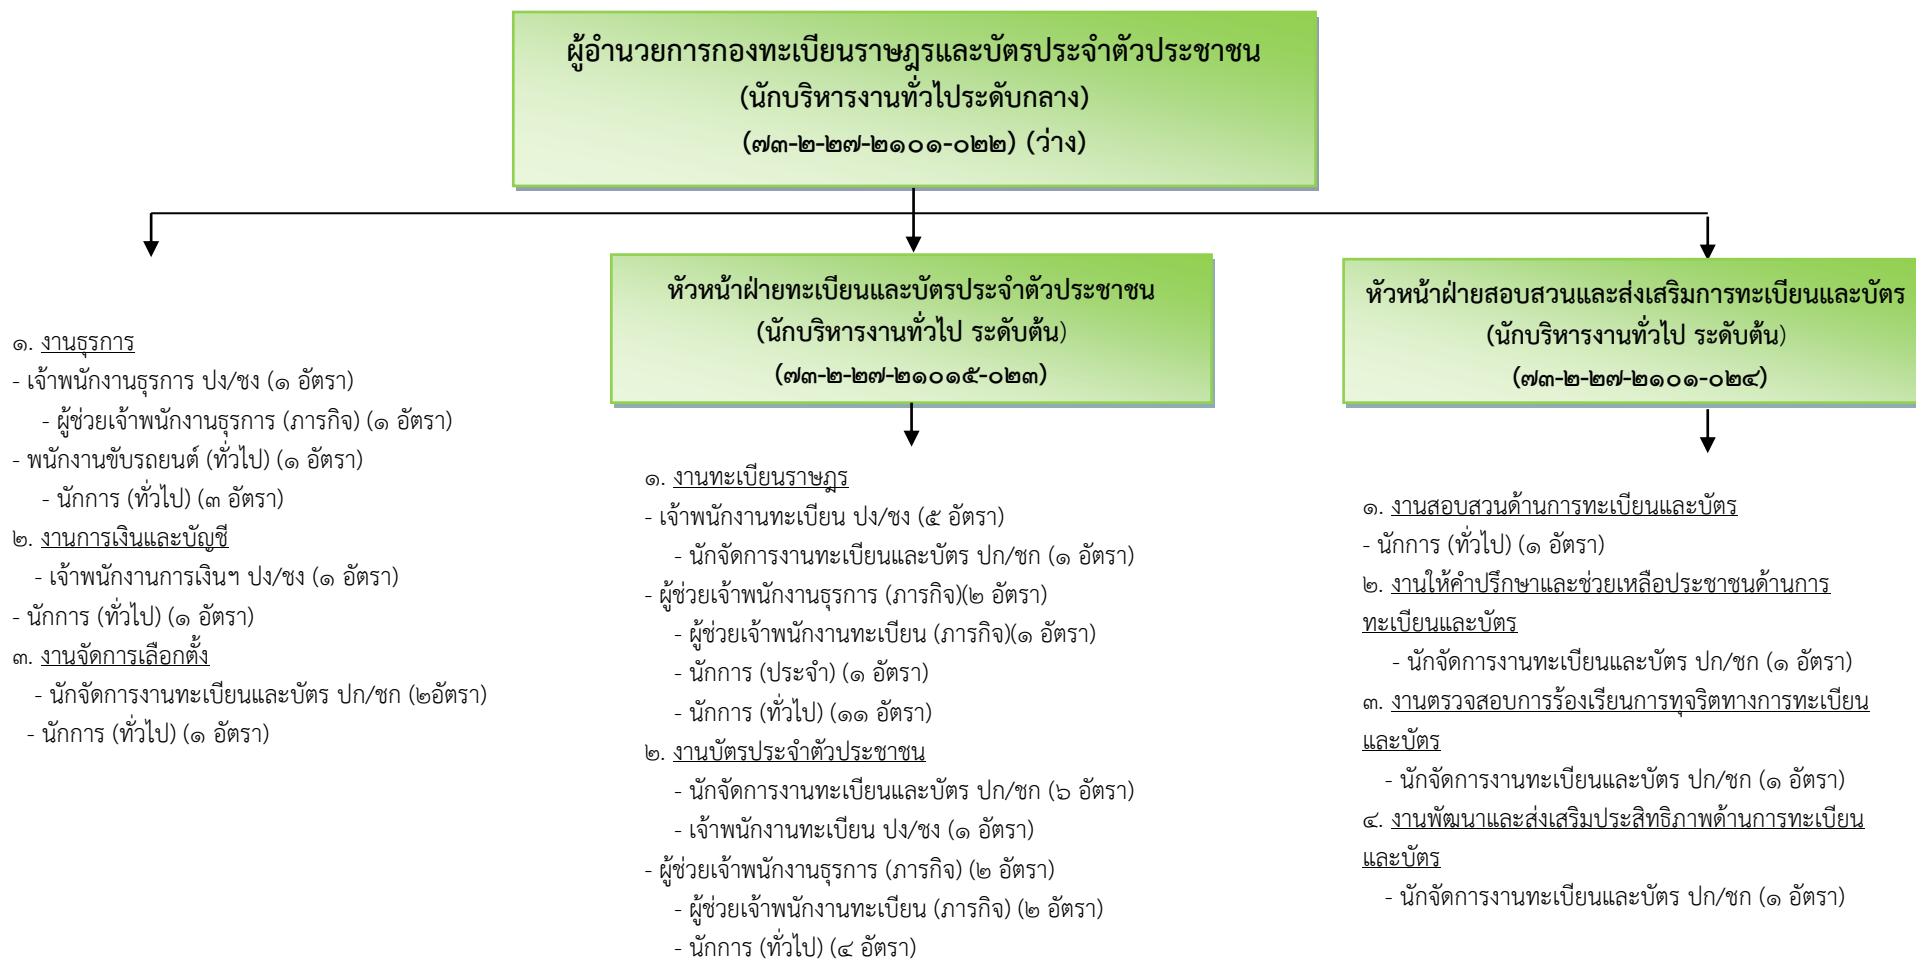 ผู้อำนวยการกองทะเบียนราษฎรและบัตรประจำตัวประชาชน
(นักบริหารงานทั่วไประดับกลาง)
(๗๓-๒-๒๗-๒๑๐๑-๐๒๒) (ว่าง)
๑. งานธุรการ
- เจ้าพนักงานธุรการ ปง/ชง (๑ อัตรา)
- ผู้ช่วยเจ้าพนักงานธุรการ (ภารกิจ) (๑ อัตรา)
- พนักงานขับรถยนต์ (ทั่วไป) (๑ อัตรา)
- นักการ (ทั่วไป) (๓ อัตรา)
๒. งานการเงินและบัญชี
- เจ้าพนักงานการเงินฯ ปง/ชง (๑ อัตรา)
- นักการ (ทั่วไป) (๑ อัตรา)
๓. งานจัดการเลือกตั้ง
- นักจัดการงานทะเบียนและบัตร ปก/ชก (๒อัตรา)
- นักการ (ทั่วไป) (๑ อัตรา)
หัวหน้าฝ่ายทะเบียนและบัตรประจำตัวประชาชน
(นักบริหารงานทั่วไป ระดับต้น)
(๗๓-๒-๒๗-๒๑๐๑๕-๐๒๓)
๑. งานทะเบียนราษฎร
- เจ้าพนักงานทะเบียน ปง/ชง (๕ อัตรา)
- นักจัดการงานทะเบียนและบัตร ปก/ชก (๑ อัตรา)
- ผู้ช่วยเจ้าพนักงานธุรการ (ภารกิจ)(๒ อัตรา)
- ผู้ช่วยเจ้าพนักงานทะเบียน (ภารกิจ)(๑ อัตรา)
- นักการ (ประจำ) (๑ อัตรา)
- นักการ (ทั่วไป) (๑๑ อัตรา)
๒. งานบัตรประจำตัวประชาชน
- นักจัดการงานทะเบียนและบัตร ปก/ชก (๖ อัตรา)
- เจ้าพนักงานทะเบียน ปง/ชง (๑ อัตรา)
- ผู้ช่วยเจ้าพนักงานธุรการ (ภารกิจ) (๒ อัตรา)
- ผู้ช่วยเจ้าพนักงานทะเบียน (ภารกิจ) (๒ อัตรา)
- นักการ (ทั่วไป) (๔ อัตรา)
หัวหน้าฝ่ายสอบสวนและส่งเสริมการทะเบียนและบัตร
(นักบริหารงานทั่วไป ระดับต้น)
(๗๓-๒-๒๗-๒๑๐๑-๐๒๔)
๑. งานสอบสวนด้านการทะเบียนและบัตร
- นักการ (ทั่วไป) (๑ อัตรา)
๒. งานให้คำปรึกษาและช่วยเหลือประชาชนด้านการ
ทะเบียนและบัตร
- นักจัดการงานทะเบียนและบัตร ปก/ชก (๑ อัตรา)
๓. งานตรวจสอบการร้องเรียนการทุจริตทางการทะเบียน
และบัตร
- นักจัดการงานทะเบียนและบัตร ปก/ชก (๑ อัตรา)
๔. งานพัฒนาและส่งเสริมประสิทธิภาพด้านการทะเบียน
และบัตร
- นักจัดการงานทะเบียนและบัตร ปก/ชก (๑ อัตรา)